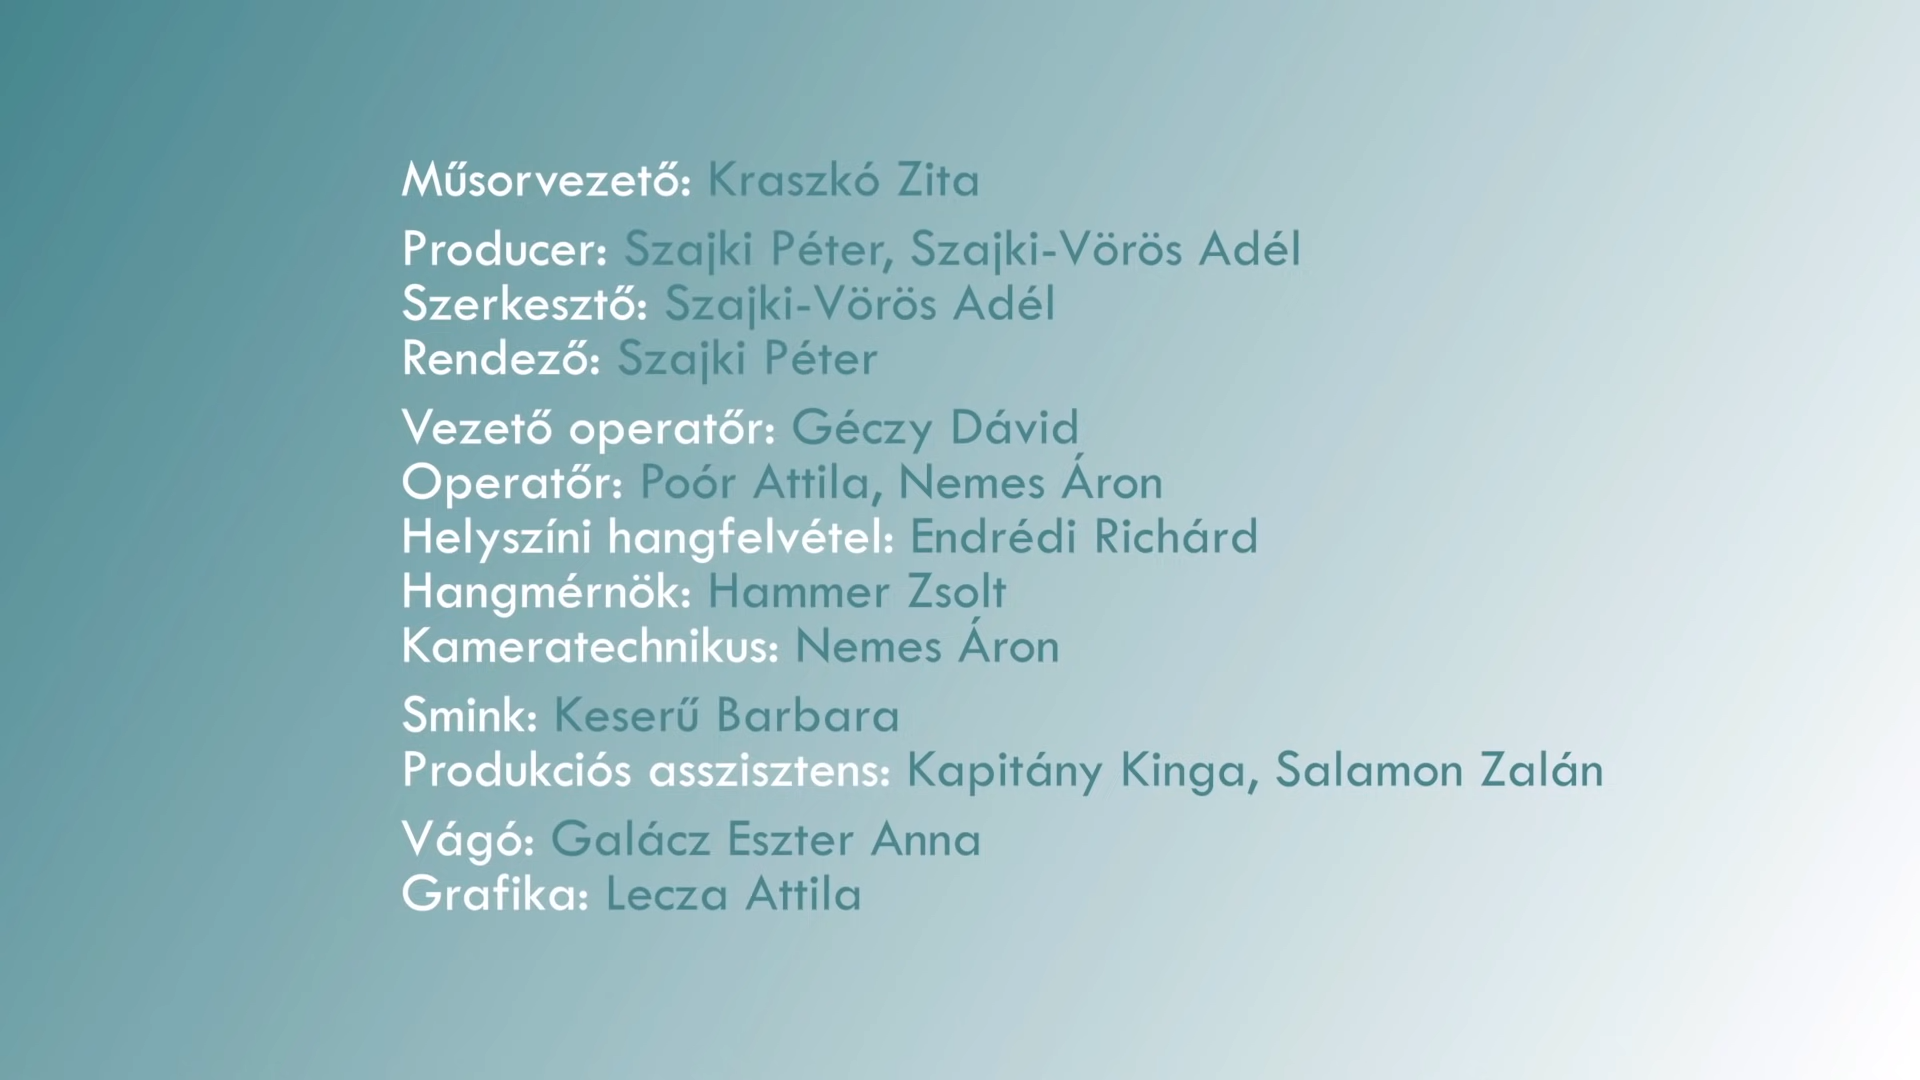 Műsorvezető: Kraszkó Zita
Producer: Szajki Péter, Szajki-Vörös Adél
Szerkesztő: Szajki-Vörös Adél
Rendező: Szajki Péter
Vezető operatőr: Géczy Dávid
Operatőr: Poór Attila, Nemes Áron
Helyszíni hangfelvétel: Endrédi Richárd
Hangmérnök: Hammer Zsolt
Kameratechnikus: Nemes Áron
Smink: Keserű Barbara
Produkciós asszisztens: Kapitány Kinga, Salamon Zalán
Vágó: Galácz Eszter Anna
Grafika: Lecza Attila